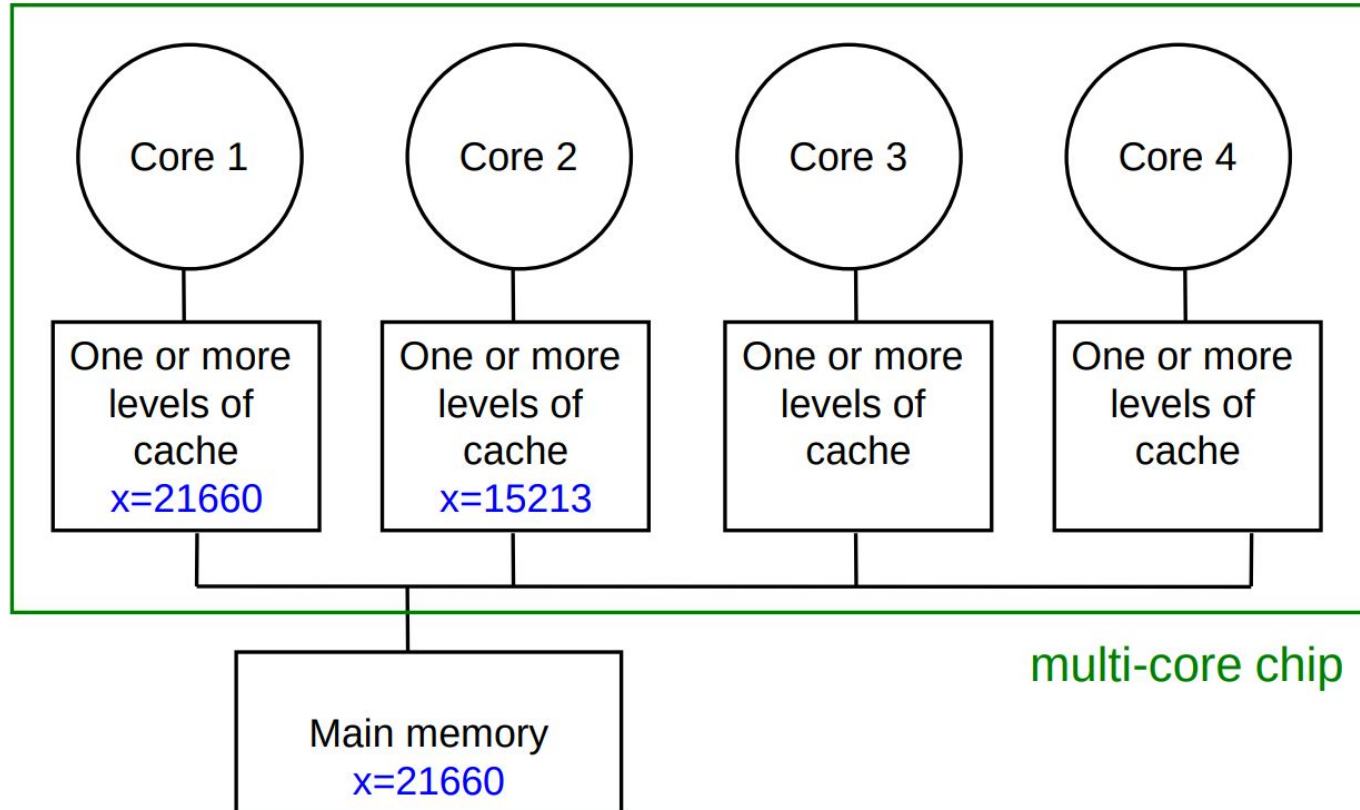 Core 1
Core 2
Core 3
Core 4
One or more
levels of
cache
x=21660
One or more
levels of
cache
x=15213
One or more
levels of
cache
One or more
levels of
cache
multi-core chip
Main memory
x=21660